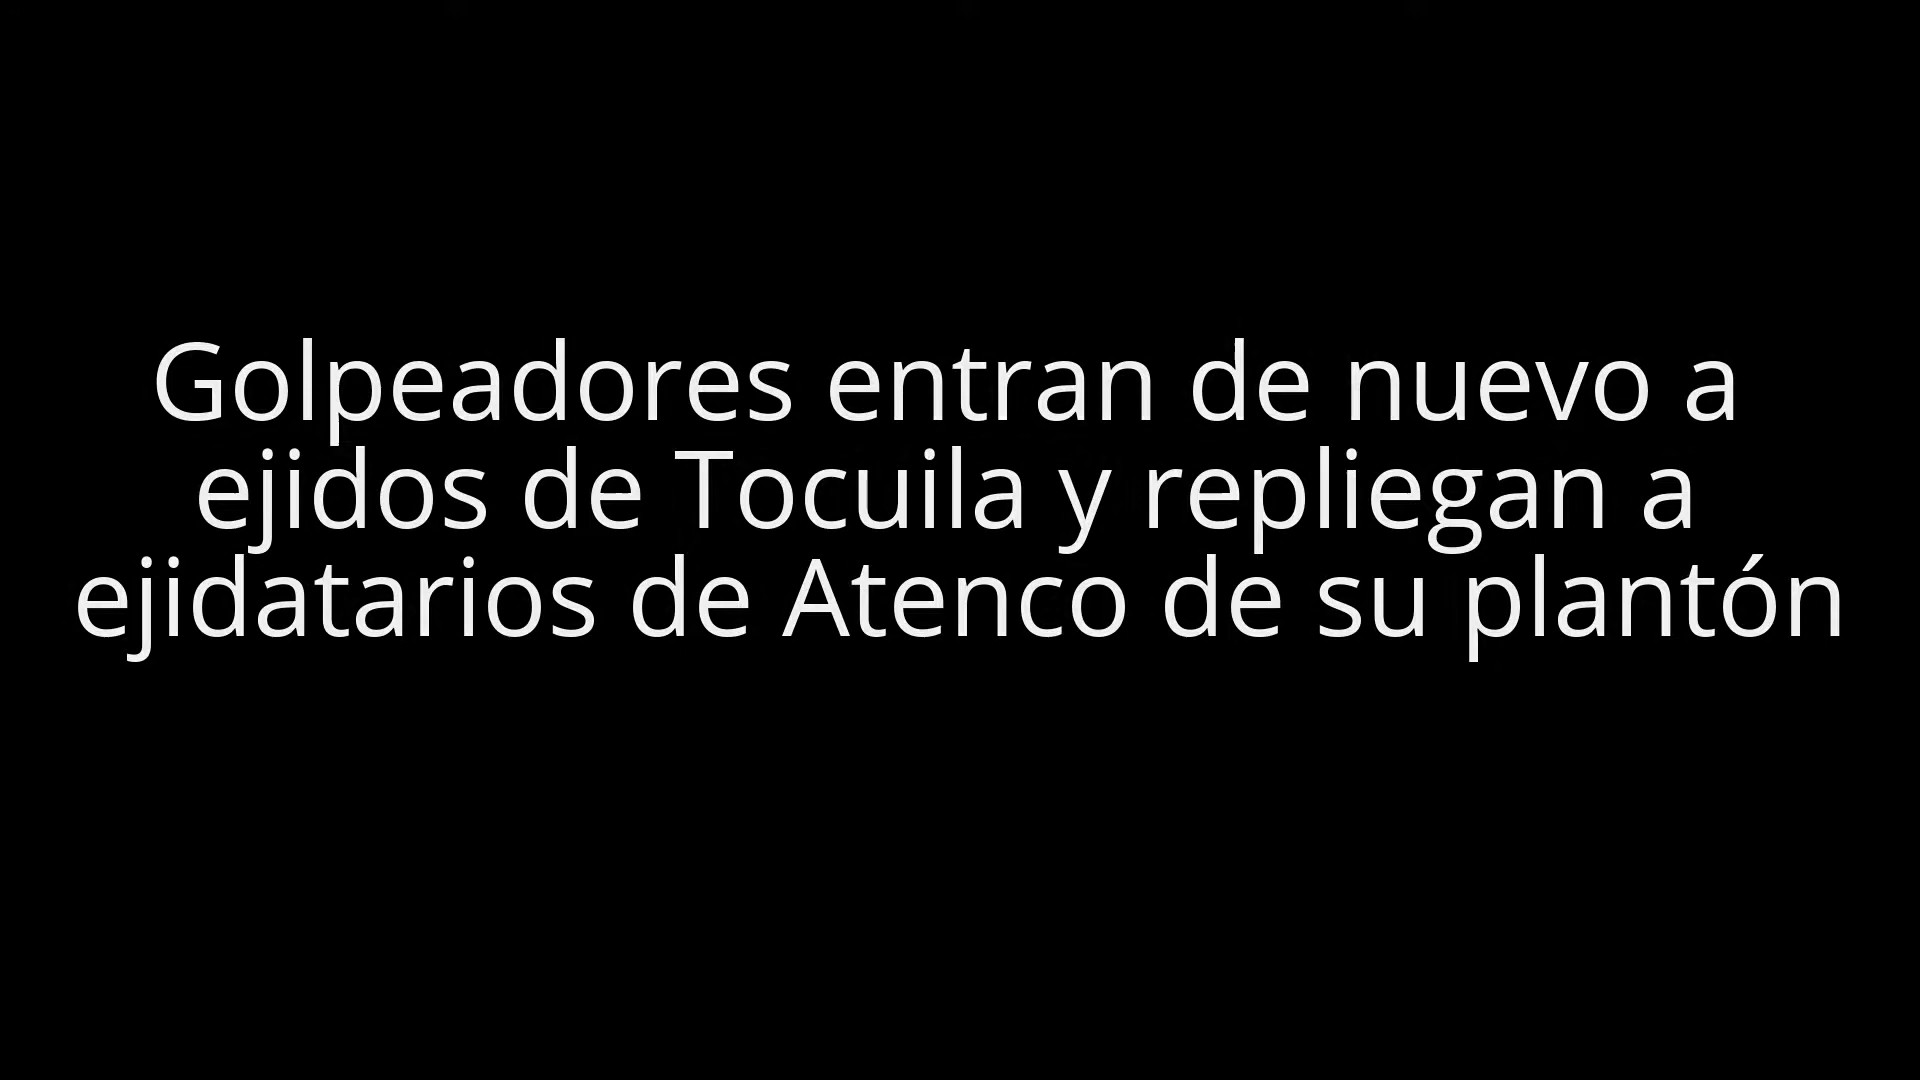 Golpeadores entran de nuevo a
ejidos de Tocuila y repliegan a
ejidatarios de Atenco de su plantón